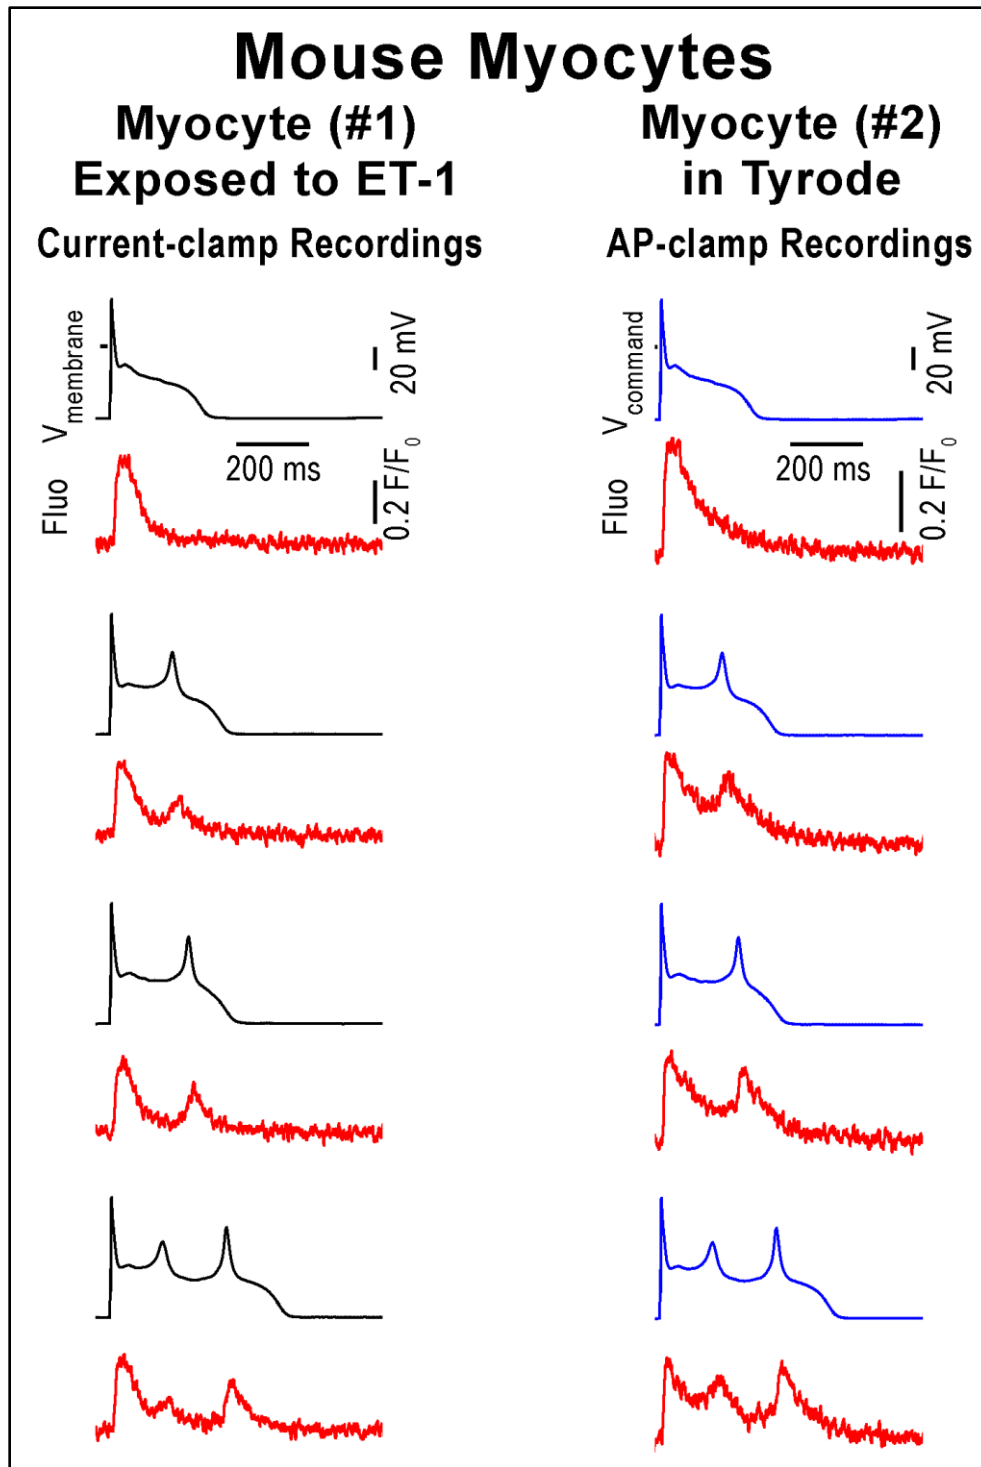 Mouse Myocytes
Myocyte (#1)
Exposed to ET-1
Current-clamp Recordings
Vmembrane
20 mV
200 ms
Fluo
0.2 F/F0
Myocyte (#2)
in Tyrode
AP-clamp Recordings
Vcommand
20 mV
200 ms
Fluo
0.2 F/F0